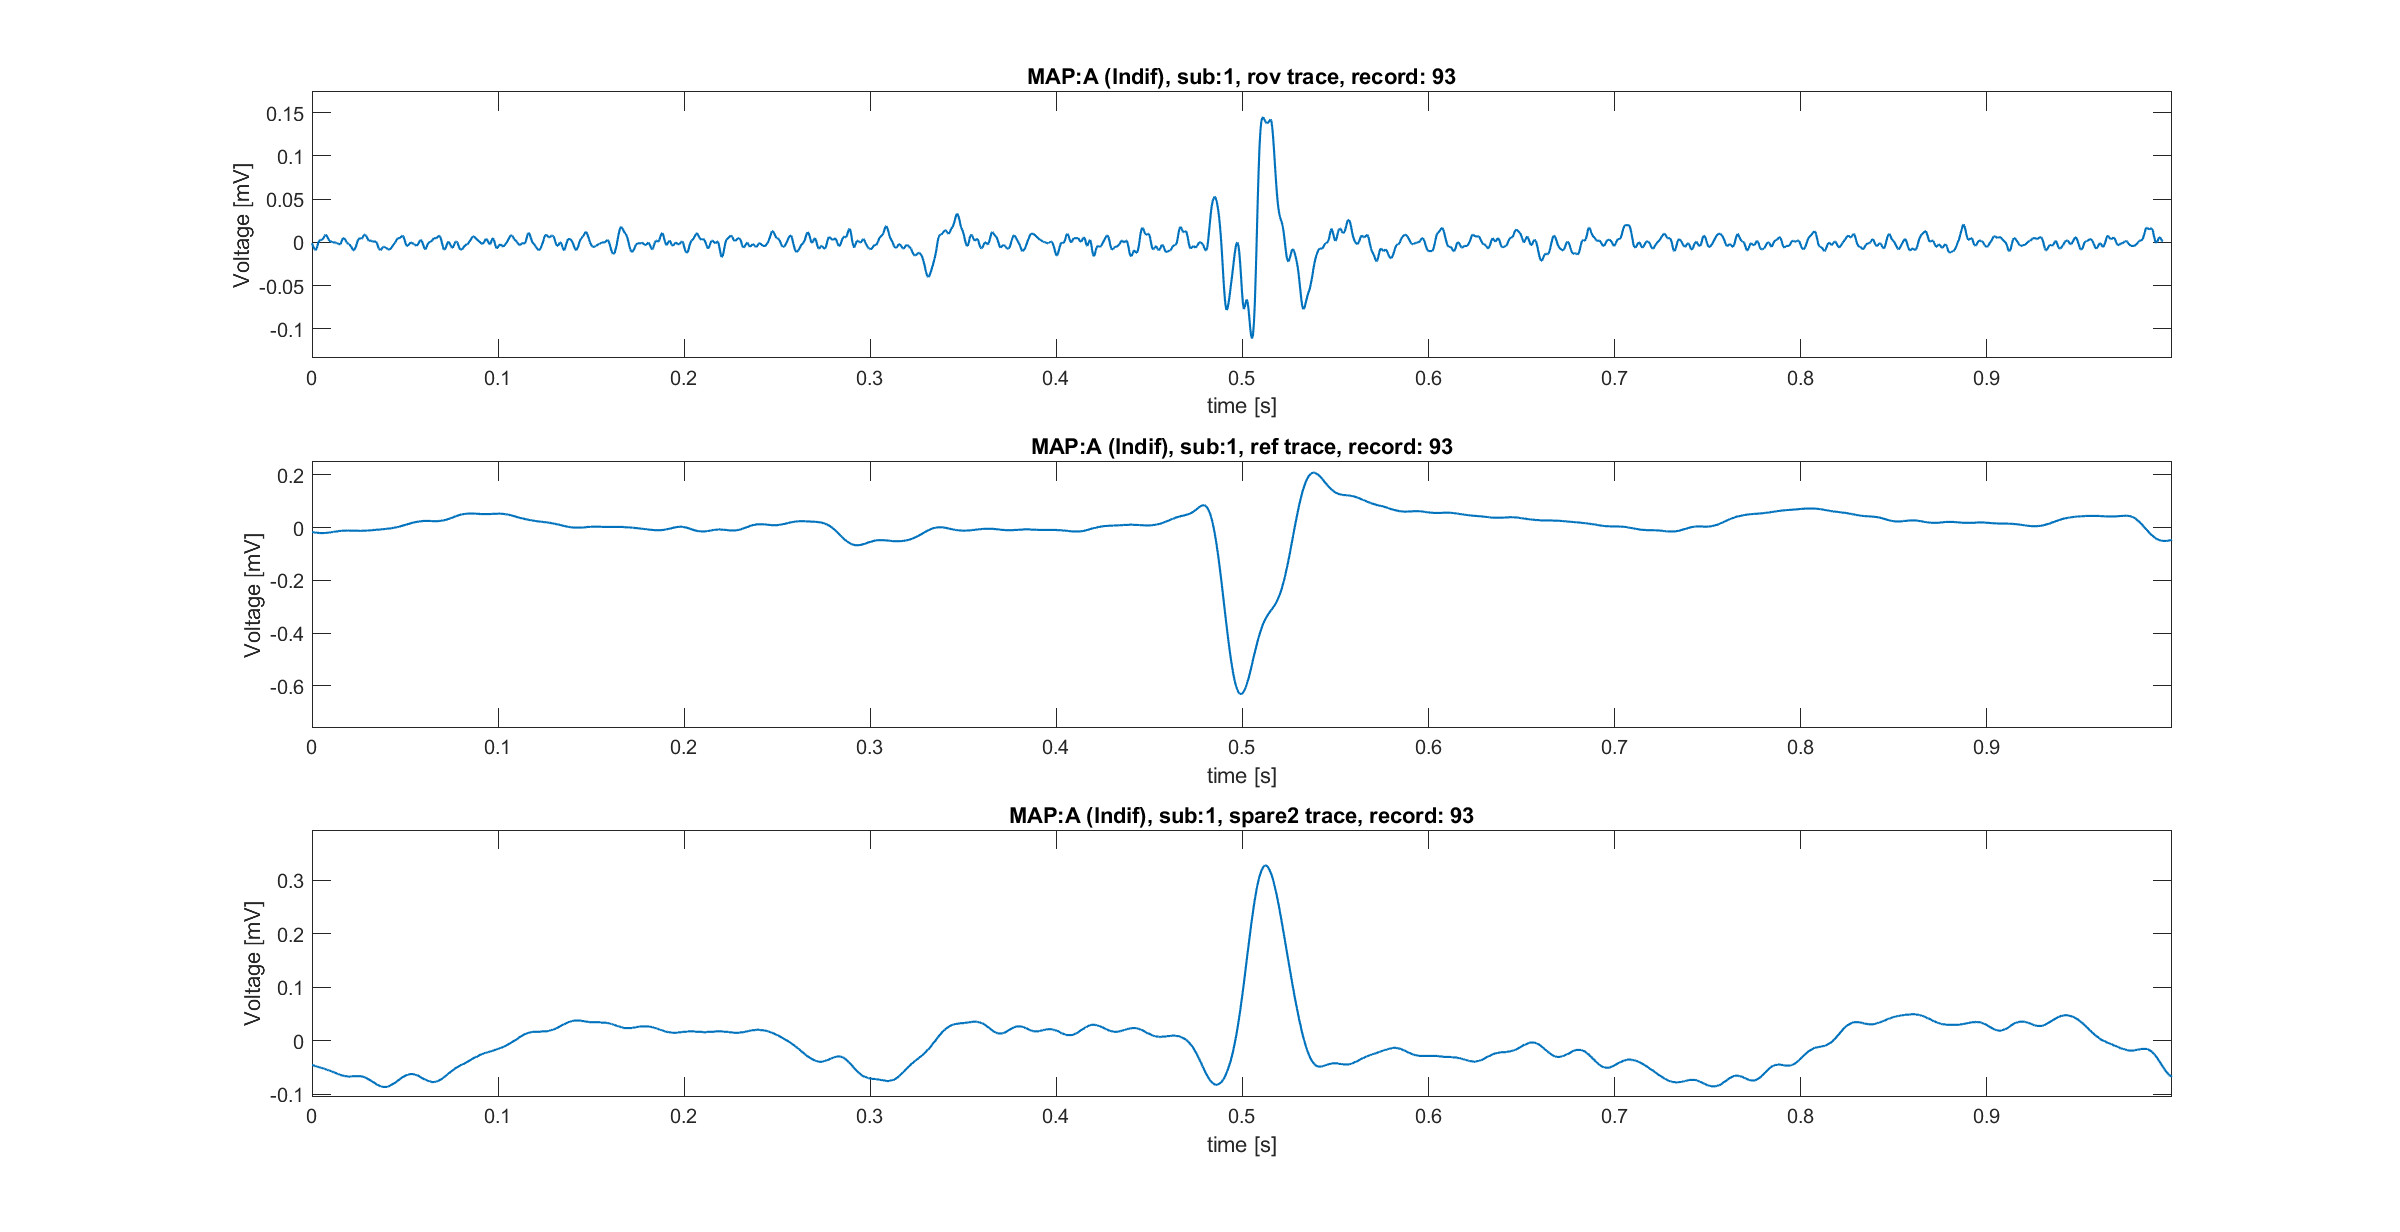 MAP:A (Indif), sub:1, rov trace, record: 93
Voltage [mV]
0.15
0.1
0.05
0
-0.05
-0.1
0 0.1 0.2 0.3 0.4 0.5 0.6 0.7 0.8 0.9
time [s]
MAP:A (Indif), sub:1, ref trace, record: 93
Voltage [mV]
0.2
0
-0.2
-0.4
-0.6
0 0.1 0.2 0.3 0.4 0.5 0.6 0.7 0.8 0.9
time [s]
MAP:A (Indif), sub:1, spare2 trace, record: 93
Voltage [mV]
0.3
0.2
0.1
0
-0.1
0 0.1 0.2 0.3 0.4 0.5 0.6 0.7 0.8 0.9
time [s]